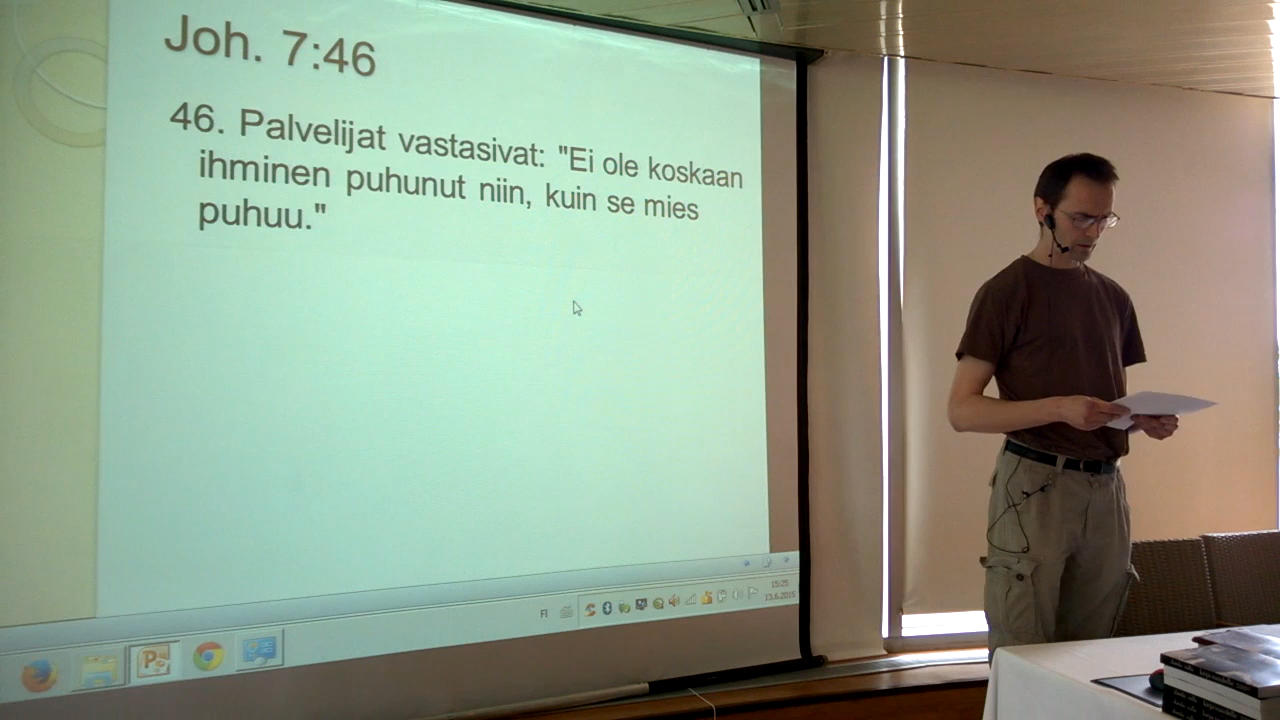 Joh. 7:46
46. Palvelijat vastasivat: "Ei ole koskaan
ihminen puhunut niin, kuin se mies
puhuu."
FI
15:25
13.6.2015